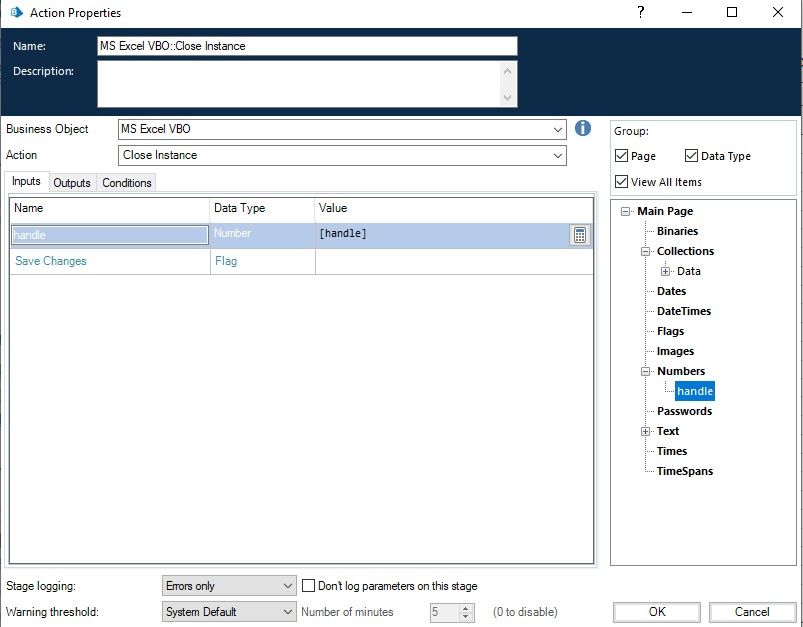 Action Properties
Name: MS Excel VBO::Close Instance
Description:
Business Object MS Excel VBO
Action Close Instance
Inputs Outputs Conditions
Name Data Type Value
handle Number [handle]
Save Changes Flag
Group:
Page Data Type
View All Items
Main Page
Binaries
Collections
Data
Dates
DateTimes
Flags
Images
Numbers
handle
Passwords
Text
Times
TimeSpans
Stage logging: Errors only Don't log parameters on this stage
Warning threshold: System Default Number of minutes 5 (0 to disable)
OK Cancel